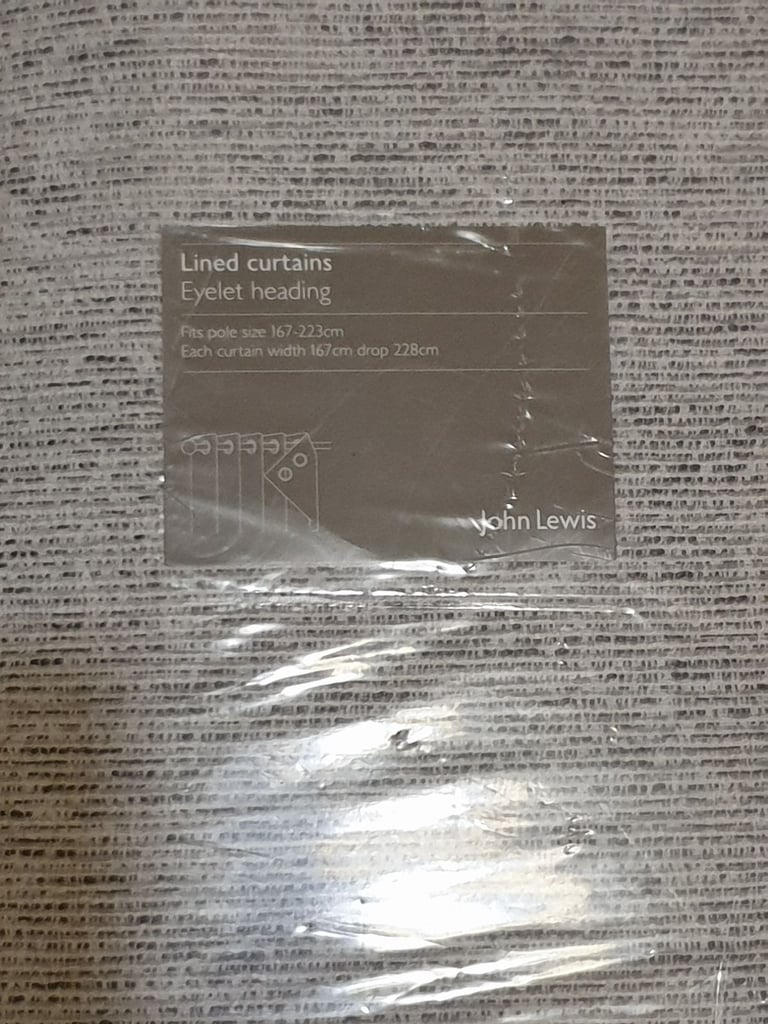 Lined curtains
Eyelet heading
Fits pole size 167-223cm
Each curtain width 167cm drop 228cm
John Lewis